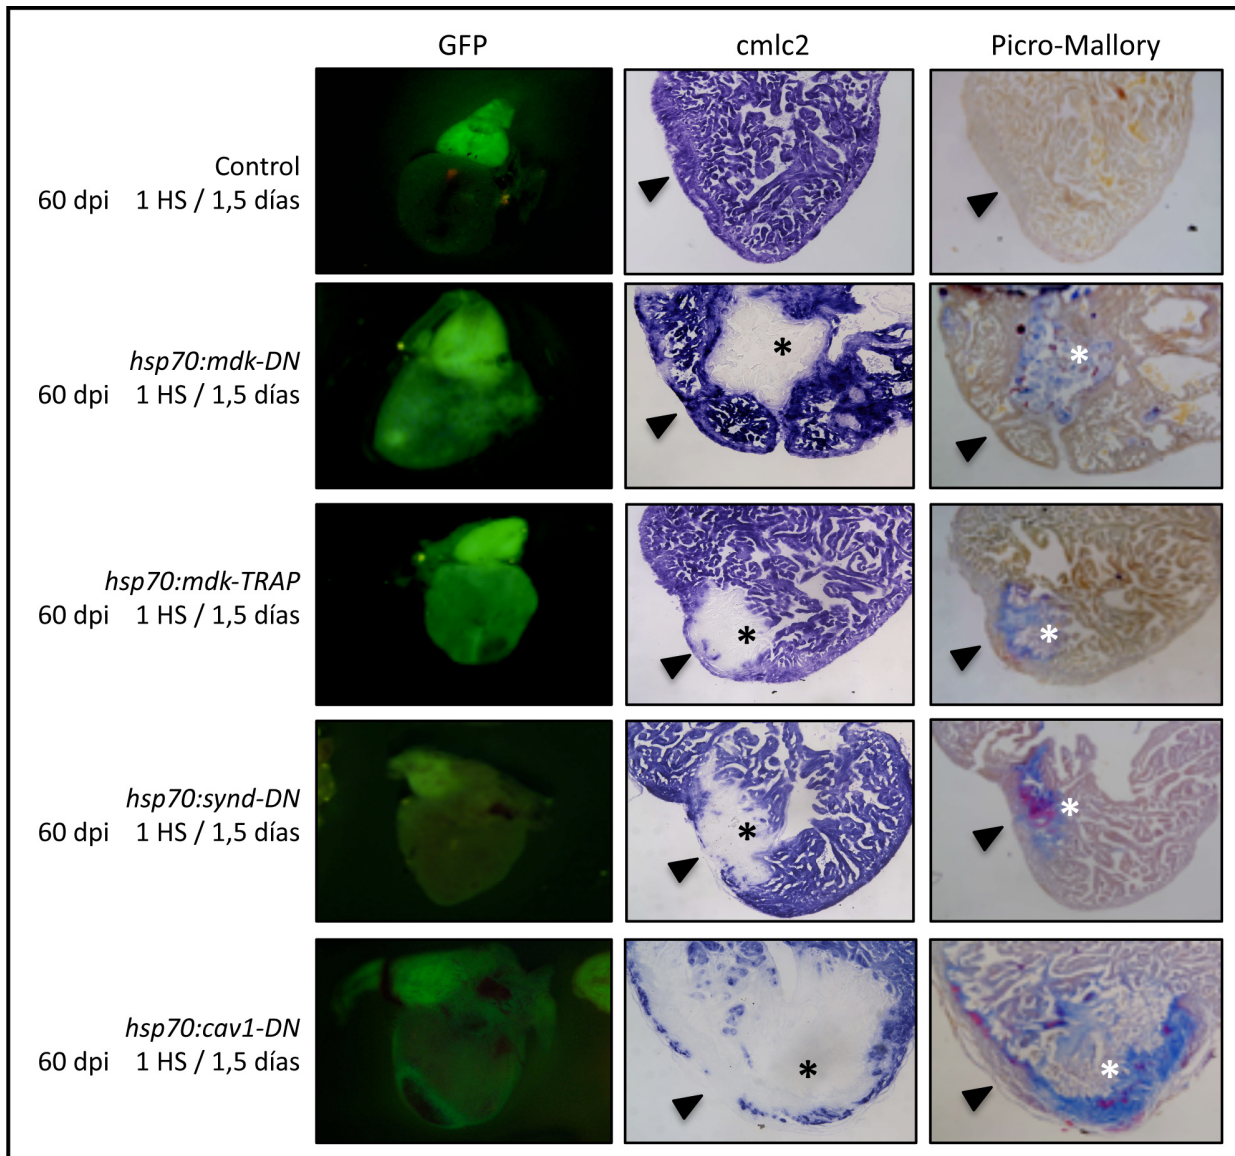 GFP cmlc2 Picro-Mallory
Control
60 dpi 1 HS / 1,5 días
hsp70:mdk-DN
60 dpi 1 HS / 1,5 días
*
*
hsp70:mdk-TRAP
60 dpi 1 HS / 1,5 días
*
*
hsp70:synd-DN
60 dpi 1 HS / 1,5 días
*
*
hsp70:cav1-DN
60 dpi 1 HS / 1,5 días
*
*